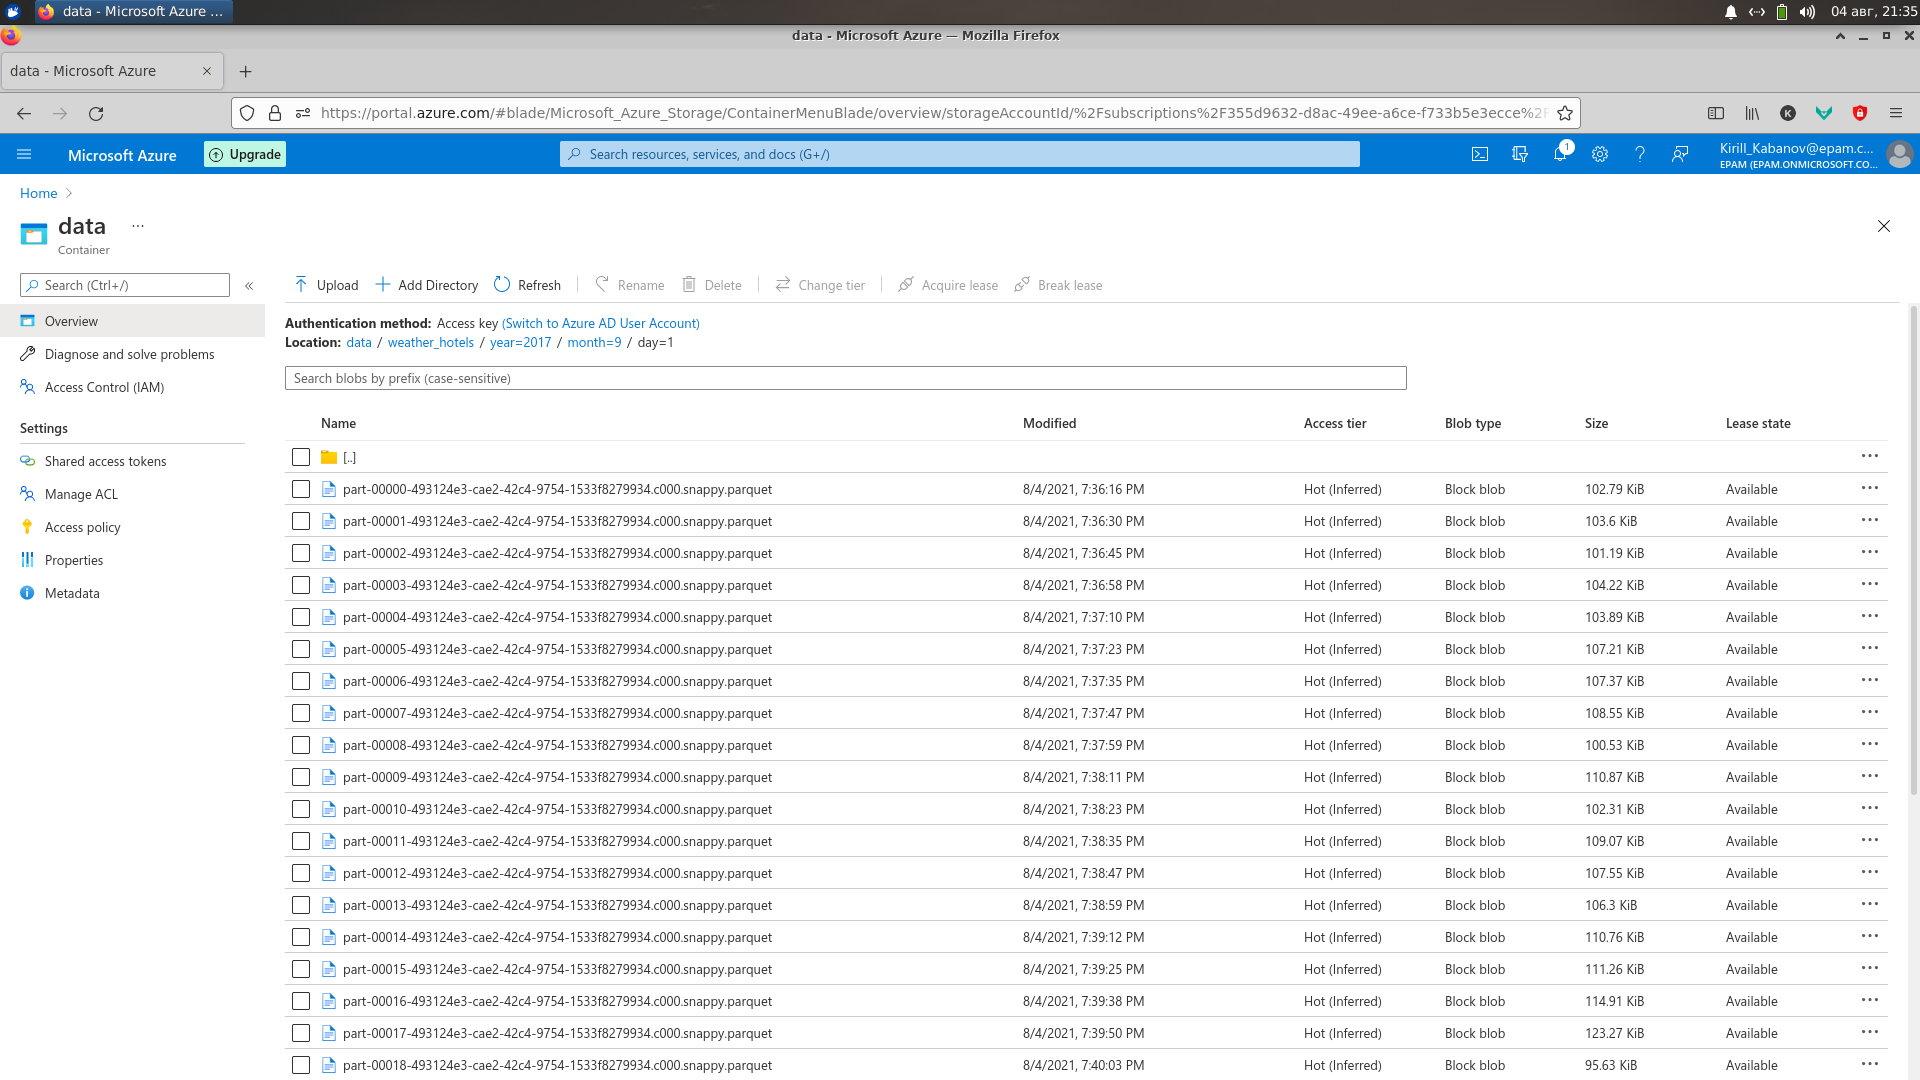 data - Microsoft Azure ...
04 авг, 21:35
data - Microsoft Azure — Mozilla Firefox
data - Microsoft Azure
https://portal.azure.com/#blade/Microsoft_Azure_Storage/ContainerMenuBlade/overview/storageAccountId/%2Fsubscriptions%2F355d9632-d8ac-49ee-a6ce-f733b5e3ecce%2F
K
Microsoft Azure
Upgrade
Search resources, services, and docs (G+/)
1
Kirill_Kabanov@epam.c...
EPAM (EPAM.ONMICROSOFT.CO...
Home
data
...
Container
Search (Ctrl+/)
«
Upload
Add Directory
Refresh
Rename
Delete
Change tier
Acquire lease
Break lease
Overview
Diagnose and solve problems
Access Control (IAM)
Settings
Shared access tokens
Manage ACL
Access policy
Properties
Metadata
Authentication method: Access key (Switch to Azure AD User Account)
Location: data / weather_hotels / year=2017 / month=9 / day=1
Search blobs by prefix (case-sensitive)
Name Modified Access tier Blob type Size Lease state
[..]
part-00000-493124e3-cae2-42c4-9754-1533f8279934.c000.snappy.parquet 8/4/2021, 7:36:16 PM Hot (Inferred) Block blob 102.79 KiB Available
part-00001-493124e3-cae2-42c4-9754-1533f8279934.c000.snappy.parquet 8/4/2021, 7:36:30 PM Hot (Inferred) Block blob 103.6 KiB Available
part-00002-493124e3-cae2-42c4-9754-1533f8279934.c000.snappy.parquet 8/4/2021, 7:36:45 PM Hot (Inferred) Block blob 101.19 KiB Available
part-00003-493124e3-cae2-42c4-9754-1533f8279934.c000.snappy.parquet 8/4/2021, 7:36:58 PM Hot (Inferred) Block blob 104.22 KiB Available
part-00004-493124e3-cae2-42c4-9754-1533f8279934.c000.snappy.parquet 8/4/2021, 7:37:10 PM Hot (Inferred) Block blob 103.89 KiB Available
part-00005-493124e3-cae2-42c4-9754-1533f8279934.c000.snappy.parquet 8/4/2021, 7:37:23 PM Hot (Inferred) Block blob 107.21 KiB Available
part-00006-493124e3-cae2-42c4-9754-1533f8279934.c000.snappy.parquet 8/4/2021, 7:37:35 PM Hot (Inferred) Block blob 107.37 KiB Available
part-00007-493124e3-cae2-42c4-9754-1533f8279934.c000.snappy.parquet 8/4/2021, 7:37:47 PM Hot (Inferred) Block blob 108.55 KiB Available
part-00008-493124e3-cae2-42c4-9754-1533f8279934.c000.snappy.parquet 8/4/2021, 7:37:59 PM Hot (Inferred) Block blob 100.53 KiB Available
part-00009-493124e3-cae2-42c4-9754-1533f8279934.c000.snappy.parquet 8/4/2021, 7:38:11 PM Hot (Inferred) Block blob 110.87 KiB Available
part-00010-493124e3-cae2-42c4-9754-1533f8279934.c000.snappy.parquet 8/4/2021, 7:38:23 PM Hot (Inferred) Block blob 102.31 KiB Available
part-00011-493124e3-cae2-42c4-9754-1533f8279934.c000.snappy.parquet 8/4/2021, 7:38:35 PM Hot (Inferred) Block blob 109.07 KiB Available
part-00012-493124e3-cae2-42c4-9754-1533f8279934.c000.snappy.parquet 8/4/2021, 7:38:47 PM Hot (Inferred) Block blob 107.55 KiB Available
part-00013-493124e3-cae2-42c4-9754-1533f8279934.c000.snappy.parquet 8/4/2021, 7:38:59 PM Hot (Inferred) Block blob 106.3 KiB Available
part-00014-493124e3-cae2-42c4-9754-1533f8279934.c000.snappy.parquet 8/4/2021, 7:39:12 PM Hot (Inferred) Block blob 110.76 KiB Available
part-00015-493124e3-cae2-42c4-9754-1533f8279934.c000.snappy.parquet 8/4/2021, 7:39:25 PM Hot (Inferred) Block blob 111.26 KiB Available
part-00016-493124e3-cae2-42c4-9754-1533f8279934.c000.snappy.parquet 8/4/2021, 7:39:38 PM Hot (Inferred) Block blob 114.91 KiB Available
part-00017-493124e3-cae2-42c4-9754-1533f8279934.c000.snappy.parquet 8/4/2021, 7:39:50 PM Hot (Inferred) Block blob 123.27 KiB Available
part-00018-493124e3-cae2-42c4-9754-1533f8279934.c000.snappy.parquet 8/4/2021, 7:40:03 PM Hot (Inferred) Block blob 95.63 KiB Available